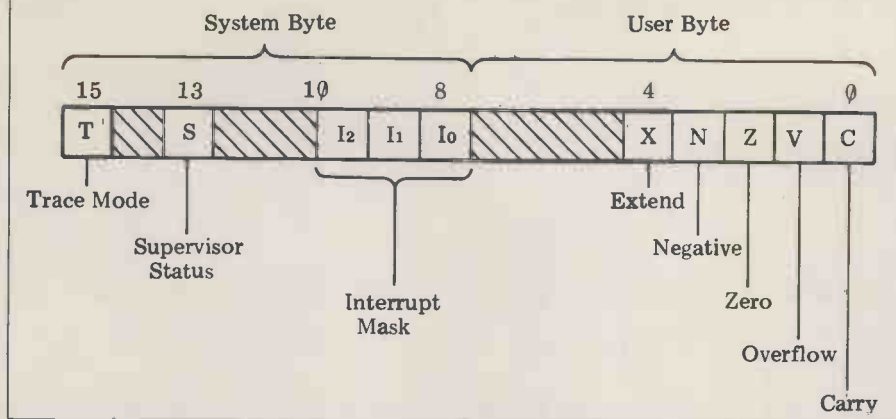 System Byte User Byte
15 13 10 8 4 0
T S I2 I1 I0 X N Z V C
Trace Mode
Supervisor
Status
Interrupt
Mask
Extend
Negative
Zero
Overflow
Carry